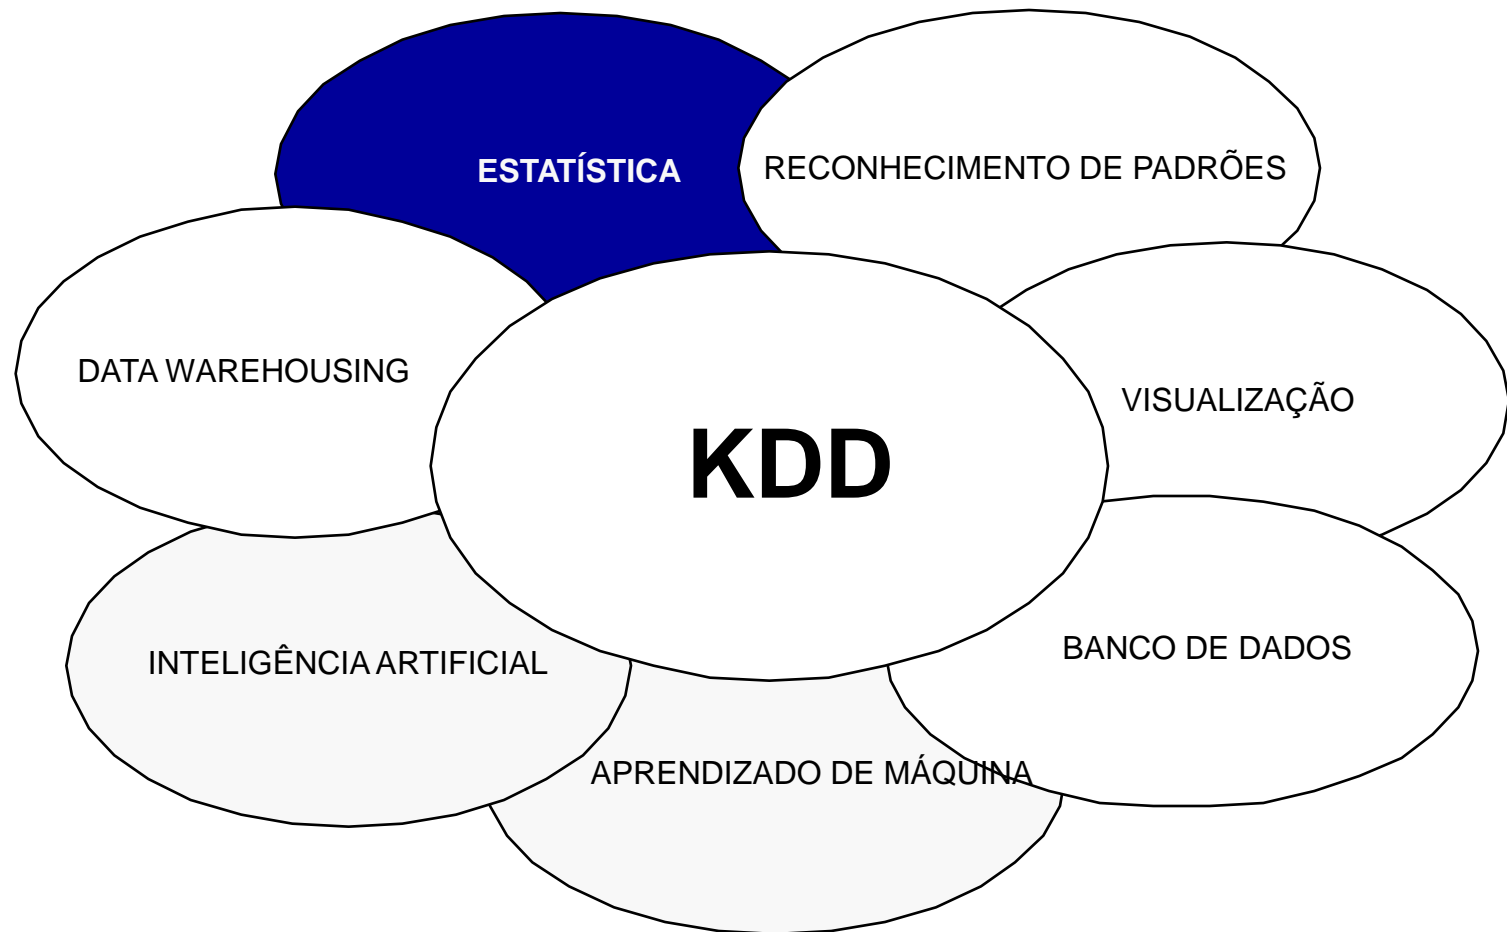 ESTATÍSTICA
RECONHECIMENTO DE PADRÕES
DATA WAREHOUSING
VISUALIZAÇÃO
KDD
INTELIGÊNCIA ARTIFICIAL
BANCO DE DADOS
APRENDIZADO DE MÁQUINA